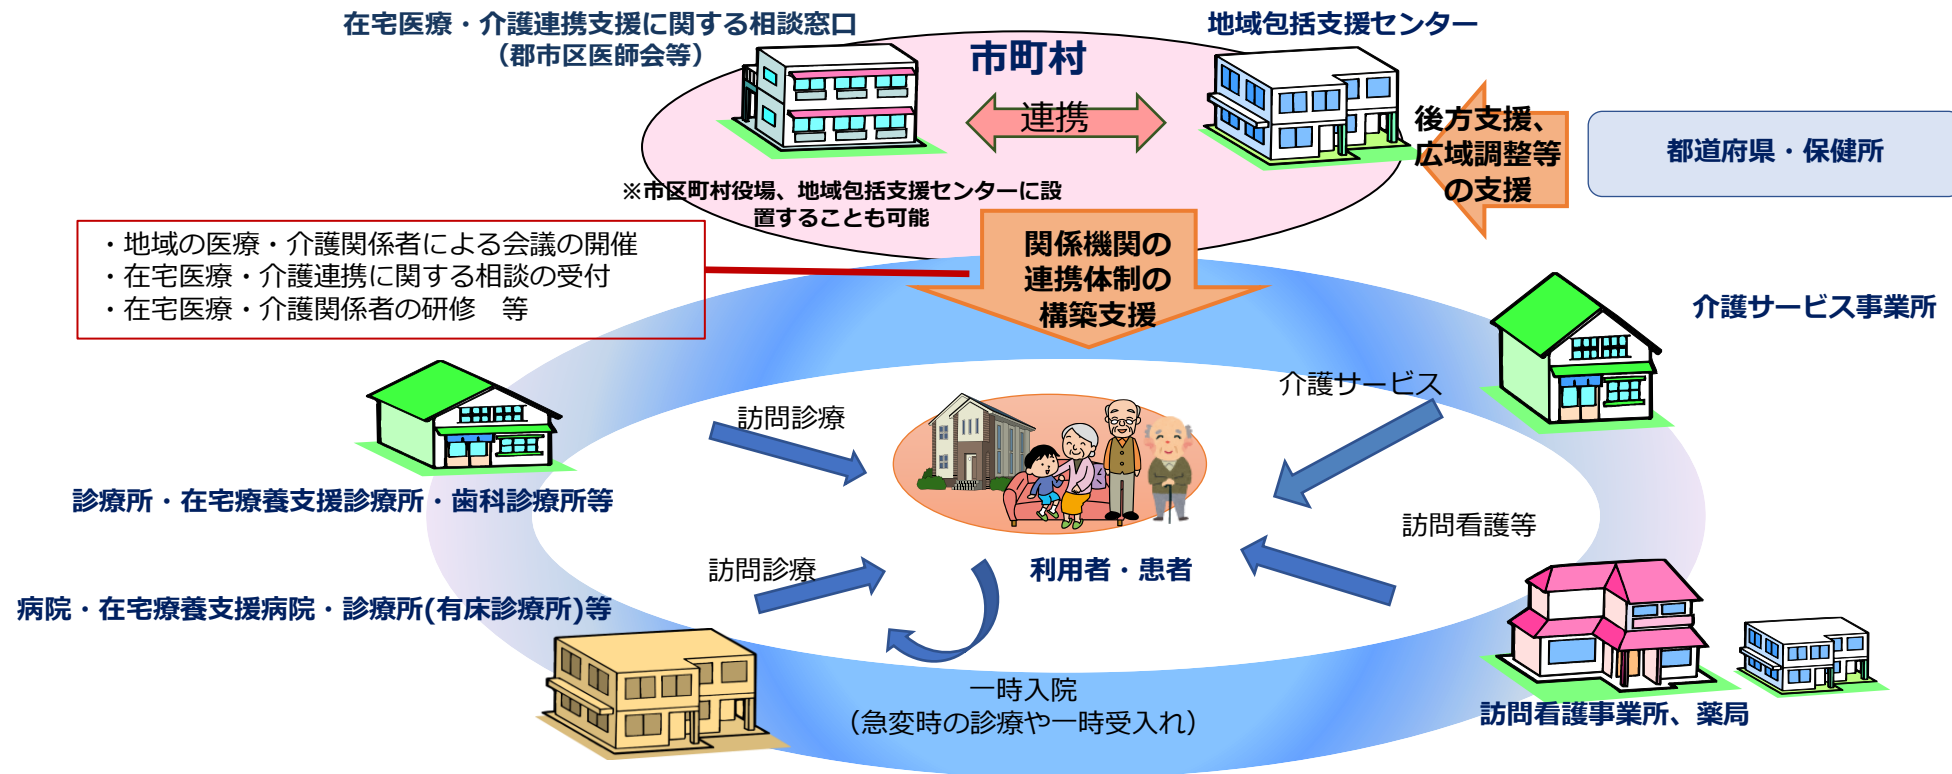 在宅医療・介護連携支援に関する相談窓口
（郡市区医師会等）
市町村
地域包括支援センター
連携
後方支援、
広域調整等
の支援
都道府県・保健所
※市区町村役場、地域包括支援センターに設
置することも可能
・地域の医療・介護関係者による会議の開催
・在宅医療・介護連携に関する相談の受付
・在宅医療・介護関係者の研修　等
関係機関の
連携体制の
構築支援
介護サービス事業所
介護サービス
訪問診療
診療所・在宅療養支援診療所・歯科診療所等
訪問看護等
訪問診療
利用者・患者
病院・在宅療養支援病院・診療所(有床診療所)等
一時入院
（急変時の診療や一時受入れ）
訪問看護事業所、薬局